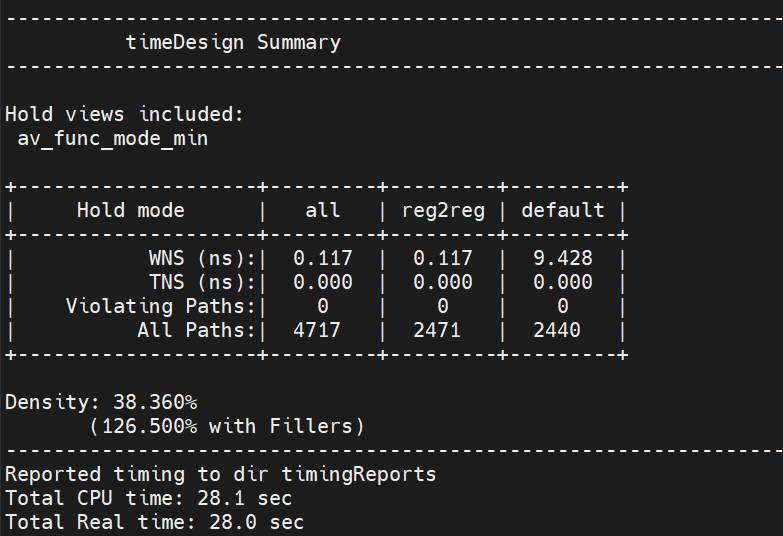 ------------------------------------------------------------------
          timeDesign Summary
------------------------------------------------------------------
Hold views included:
 av_func_mode_min
+--------------------+---------+---------+---------+
|     Hold mode      |   all   | reg2reg | default |
+--------------------+---------+---------+---------+
|           WNS (ns):|  0.117  |  0.117  |  9.428  |
|           TNS (ns):|  0.000  |  0.000  |  0.000  |
|    Violating Paths:|    0    |    0    |    0    |
|          All Paths:|  4717   |  2471   |  2440   |
+--------------------+---------+---------+---------+
Density: 38.360%
       (126.500% with Fillers)
------------------------------------------------------------------
Reported timing to dir timingReports
Total CPU time: 28.1 sec
Total Real time: 28.0 sec